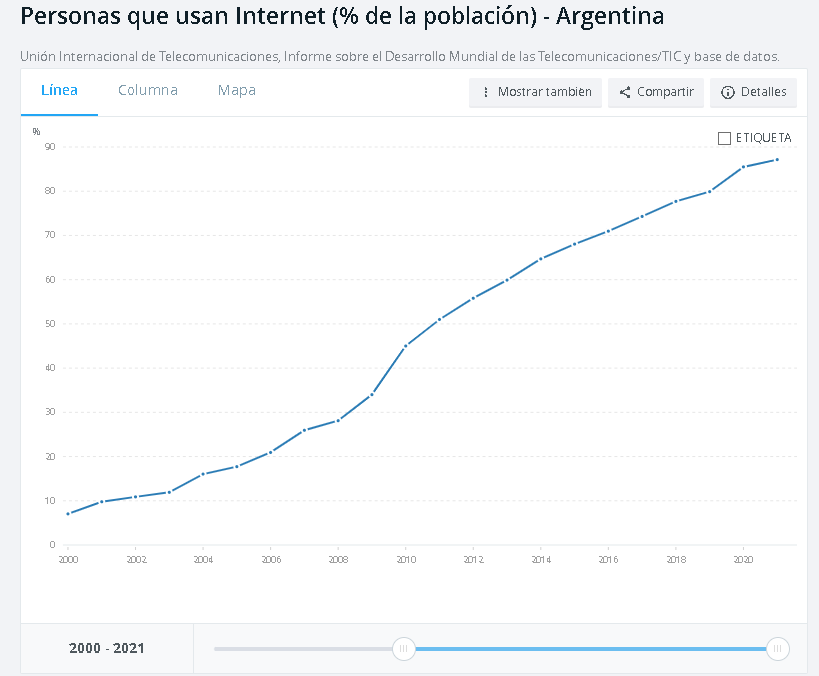 Personas que usan Internet (% de la población) - Argentina
Unión Internacional de Telecomunicaciones, Informe sobre el Desarrollo Mundial de las Telecomunicaciones/TIC y base de datos.
Línea Columna Mapa Mostrar también Compartir Detalles
%
ETIQUETA
90
80
70
60
50
40
30
20
10
0
2000 2002 2004 2006 2008 2010 2012 2014 2016 2018 2020
2000 - 2021